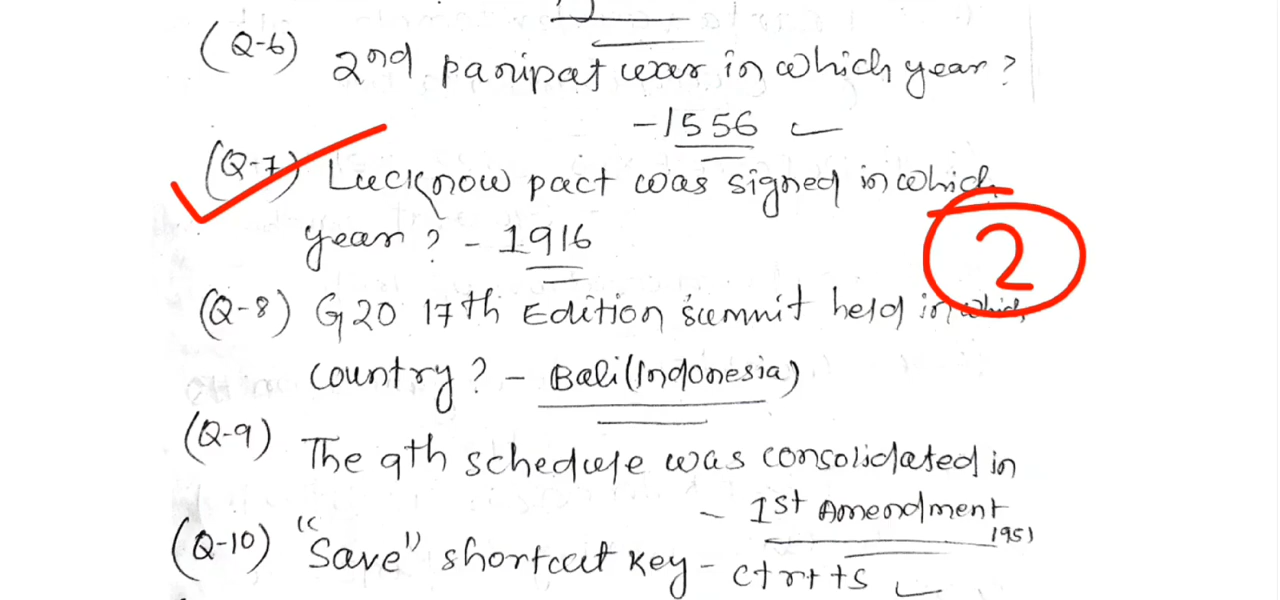 (Q-6) 2nd panipat war in which year?
-1556
(Q-7) Lucknow pact was signed in which
year? - 1916
2
(Q-8) G20 17th Edition summit held in which
country? - Bali(Indonesia)
(Q-9) The 9th schedule was consolidated in
- 1st Amendment
1951
(Q-10) "Save" shortcut key - ctrl+s